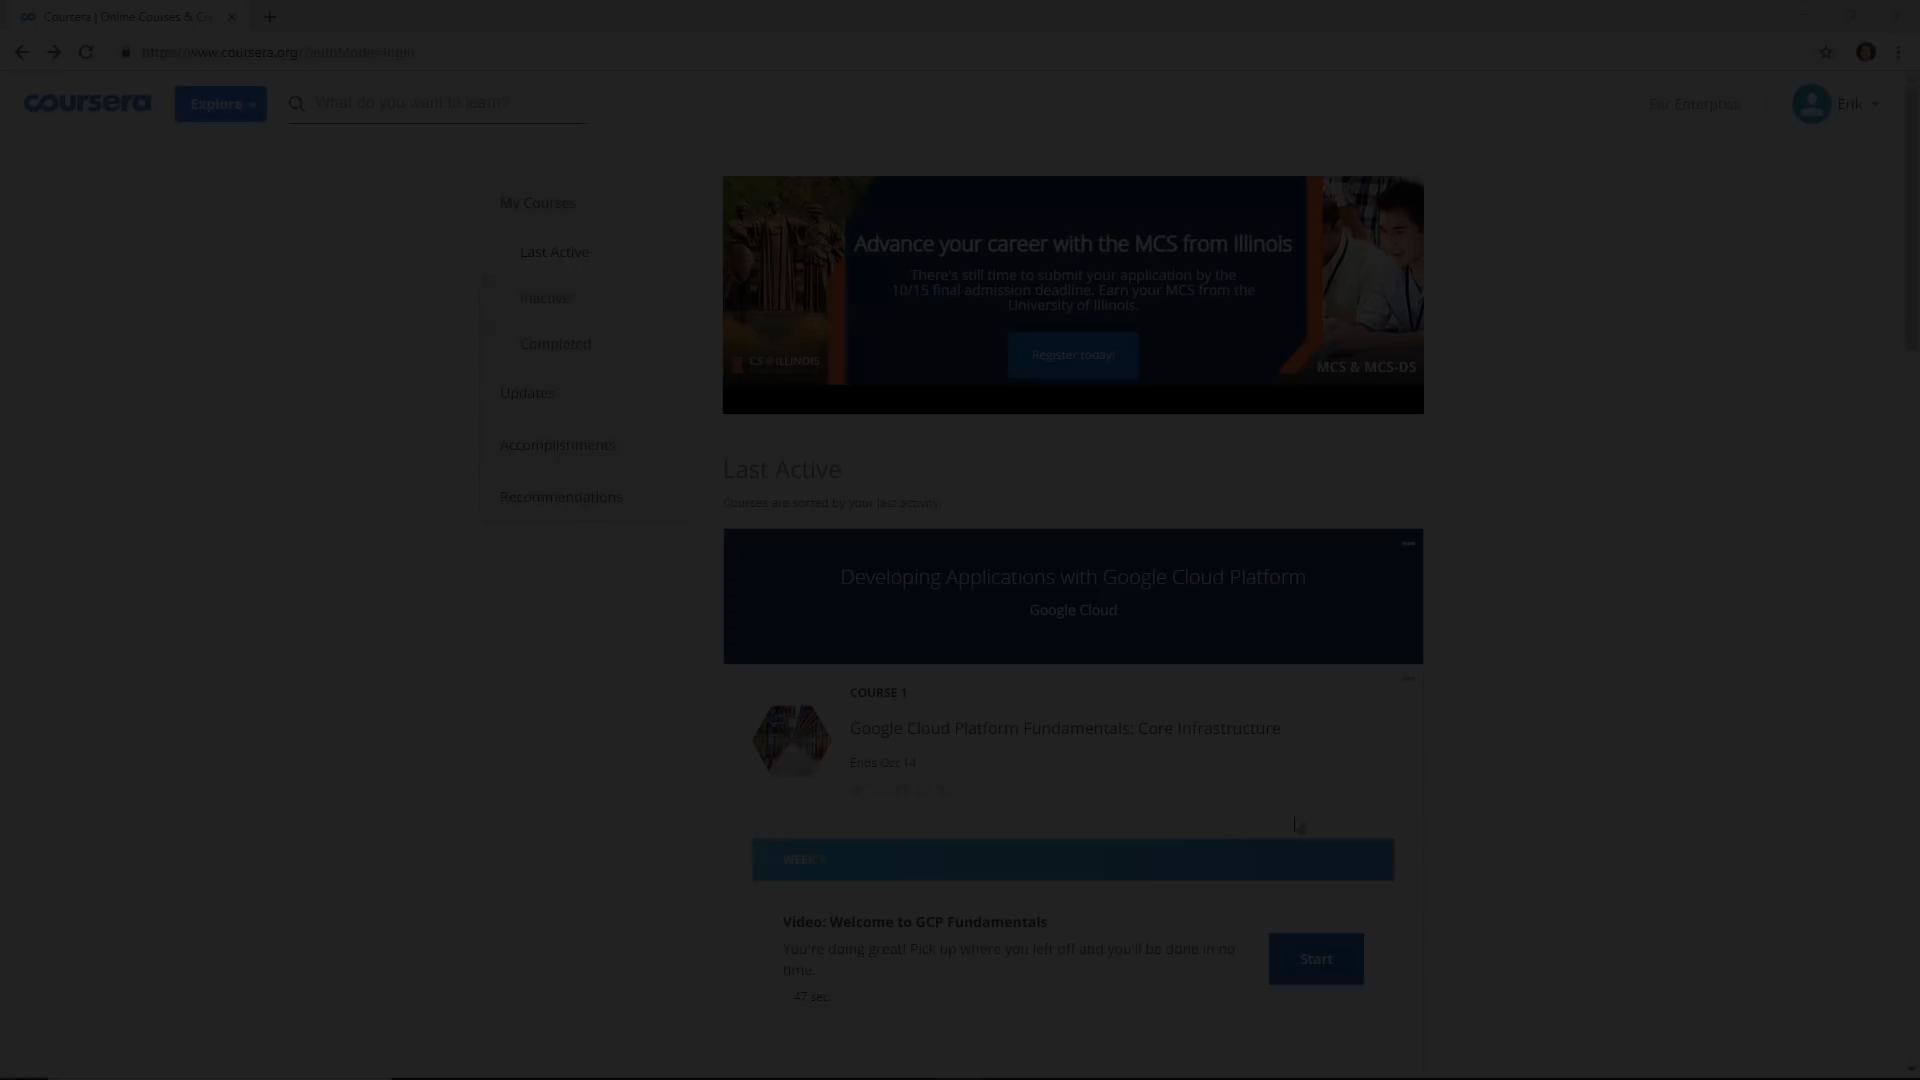 Coursera | Online Courses & Cr
https://www.coursera.org/?authMode=login
coursera
Explore
What do you want to learn?
For Enterprise
Erik
My Courses
Last Active
Inactive
Completed
Updates
Accomplishments
Recommendations
Advance your career with the MCS from Illinois
There's still time to submit your application by the
10/15 final admission deadline. Earn your MCS from the
University of Illinois.
Register today!
CS @ ILLINOIS
MCS & MCS-DS
Last Active
Courses are sorted by your last activity.
Developing Applications with Google Cloud Platform
Google Cloud
COURSE 1
Google Cloud Platform Fundamentals: Core Infrastructure
Ends Oct 14
WEEK 1
Video: Welcome to GCP Fundamentals
You're doing great! Pick up where you left off and you'll be done in no
time.
47 sec
Start